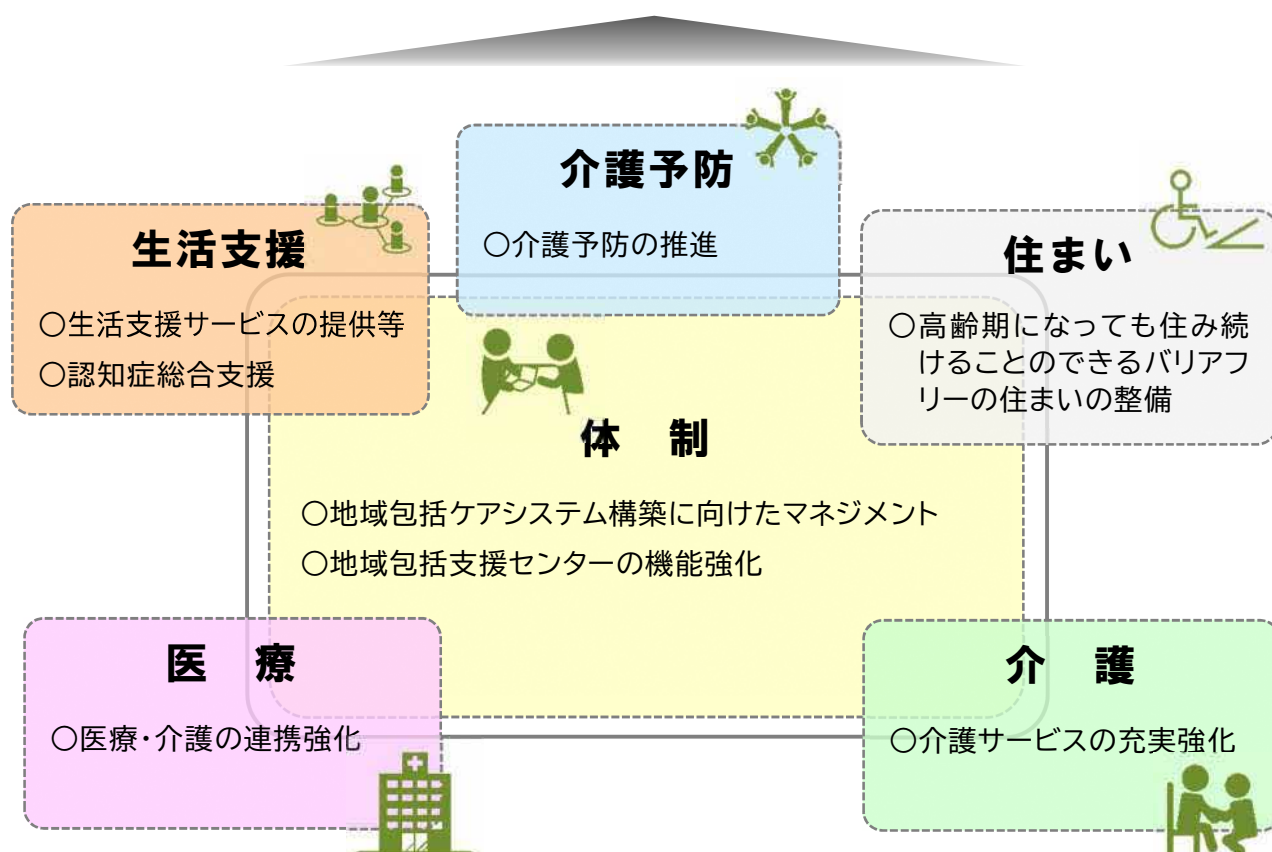 介護予防
○介護予防の推進
生活支援
○生活支援サービスの提供等
○認知症総合支援
住まい
○高齢期になっても住み続
けることのできるバリアフ
リーの住まいの整備
体　制
○地域包括ケアシステム構築に向けたマネジメント
○地域包括支援センターの機能強化
医　療
○医療・介護の連携強化
介　護
○介護サービスの充実強化